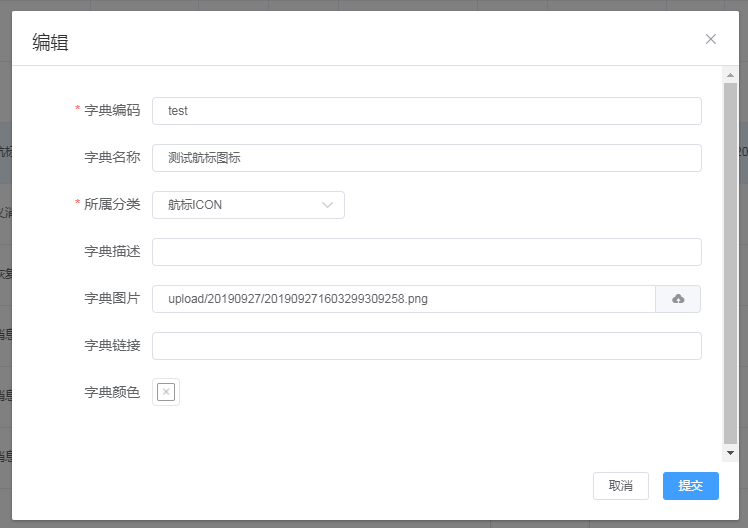 编辑
* 字典编码 test
字典名称 测试航标图标
* 所属分类 航标ICON
字典描述
字典图片 upload/20190927/201909271603299309258.png
字典链接
字典颜色
取消 提交